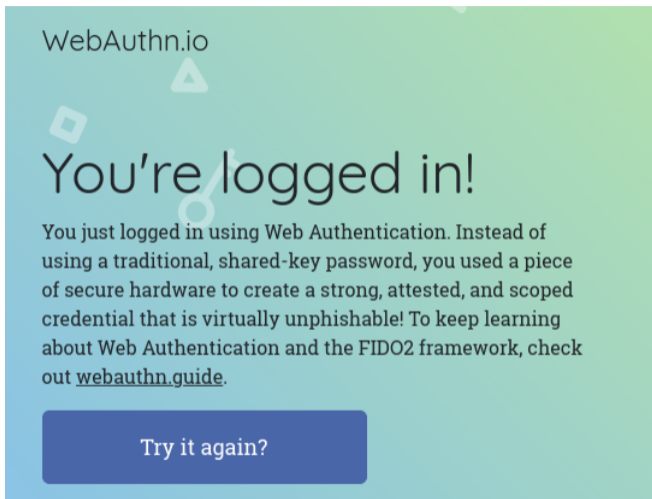 WebAuthn.io
You're logged in!
You just logged in using Web Authentication. Instead of
using a traditional, shared-key password, you used a piece
of secure hardware to create a strong, attested, and scoped
credential that is virtually unphishable! To keep learning
about Web Authentication and the FIDO2 framework, check
out webauthn.guide.
Try it again?